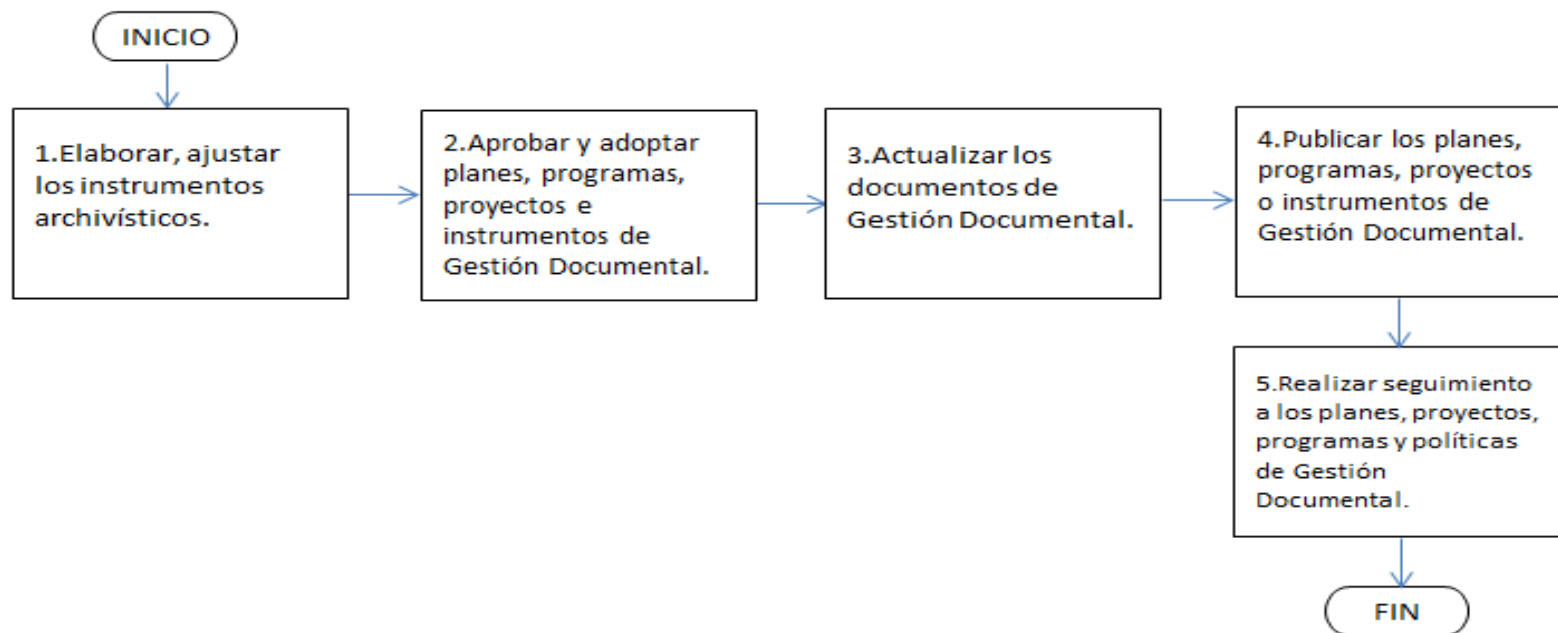 INICIO
1.Elaborar, ajustar
los instrumentos
archivísticos.
2.Aprobar y adoptar
planes, programas,
proyectos e
instrumentos de
Gestión Documental.
3.Actualizar los
documentos de
Gestión Documental.
4.Publicar los planes,
programas, proyectos
o instrumentos de
Gestión Documental.
5.Realizar seguimiento
a los planes, proyectos,
programas y políticas
de Gestión
Documental.
FIN